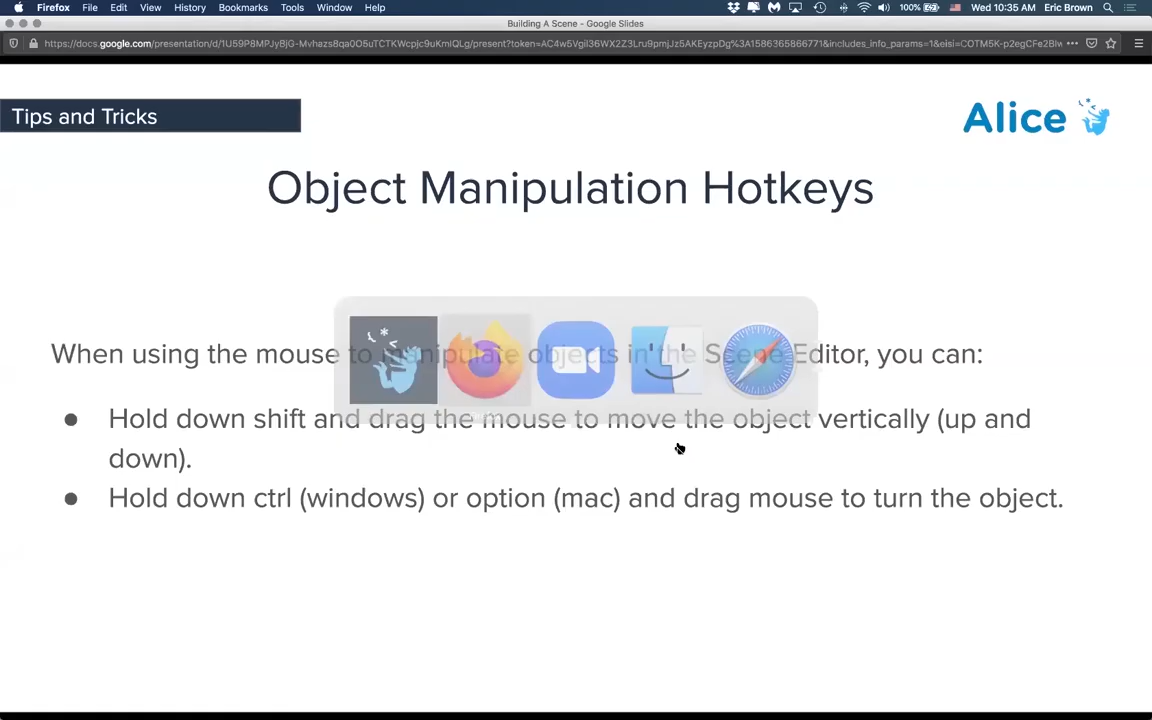 Firefox File Edit View History Bookmarks Tools Window Help 100% Wed 10:35 AM Eric Brown
Building A Scene - Google Slides
Tips and Tricks
Alice
Object Manipulation Hotkeys
When using the mouse to manipulate objects in the Scene Editor, you can:
● Hold down shift and drag the mouse to move the object vertically (up and
down).
● Hold down ctrl (windows) or option (mac) and drag mouse to turn the object.